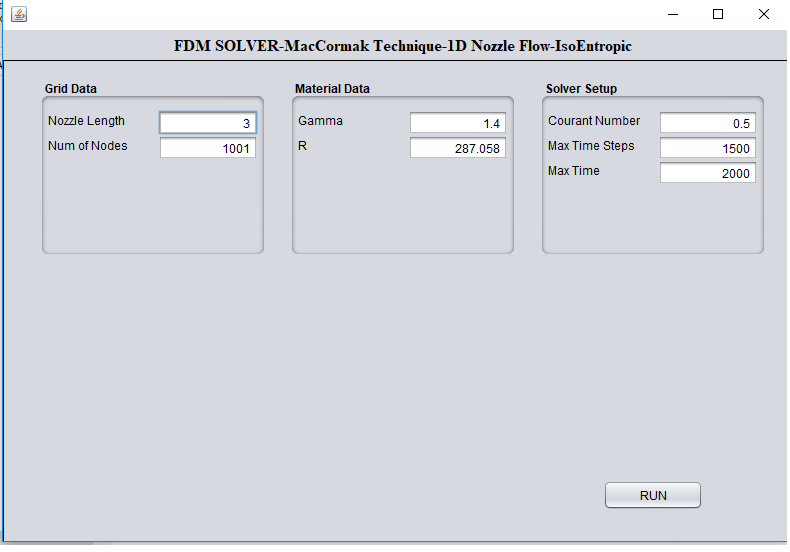 FDM SOLVER-MacCormak Technique-1D Nozzle Flow-IsoEntropic
Grid Data
Nozzle Length 3
Num of Nodes 1001
Material Data
Gamma 1.4
R 287.058
Solver Setup
Courant Number 0.5
Max Time Steps 1500
Max Time 2000
RUN